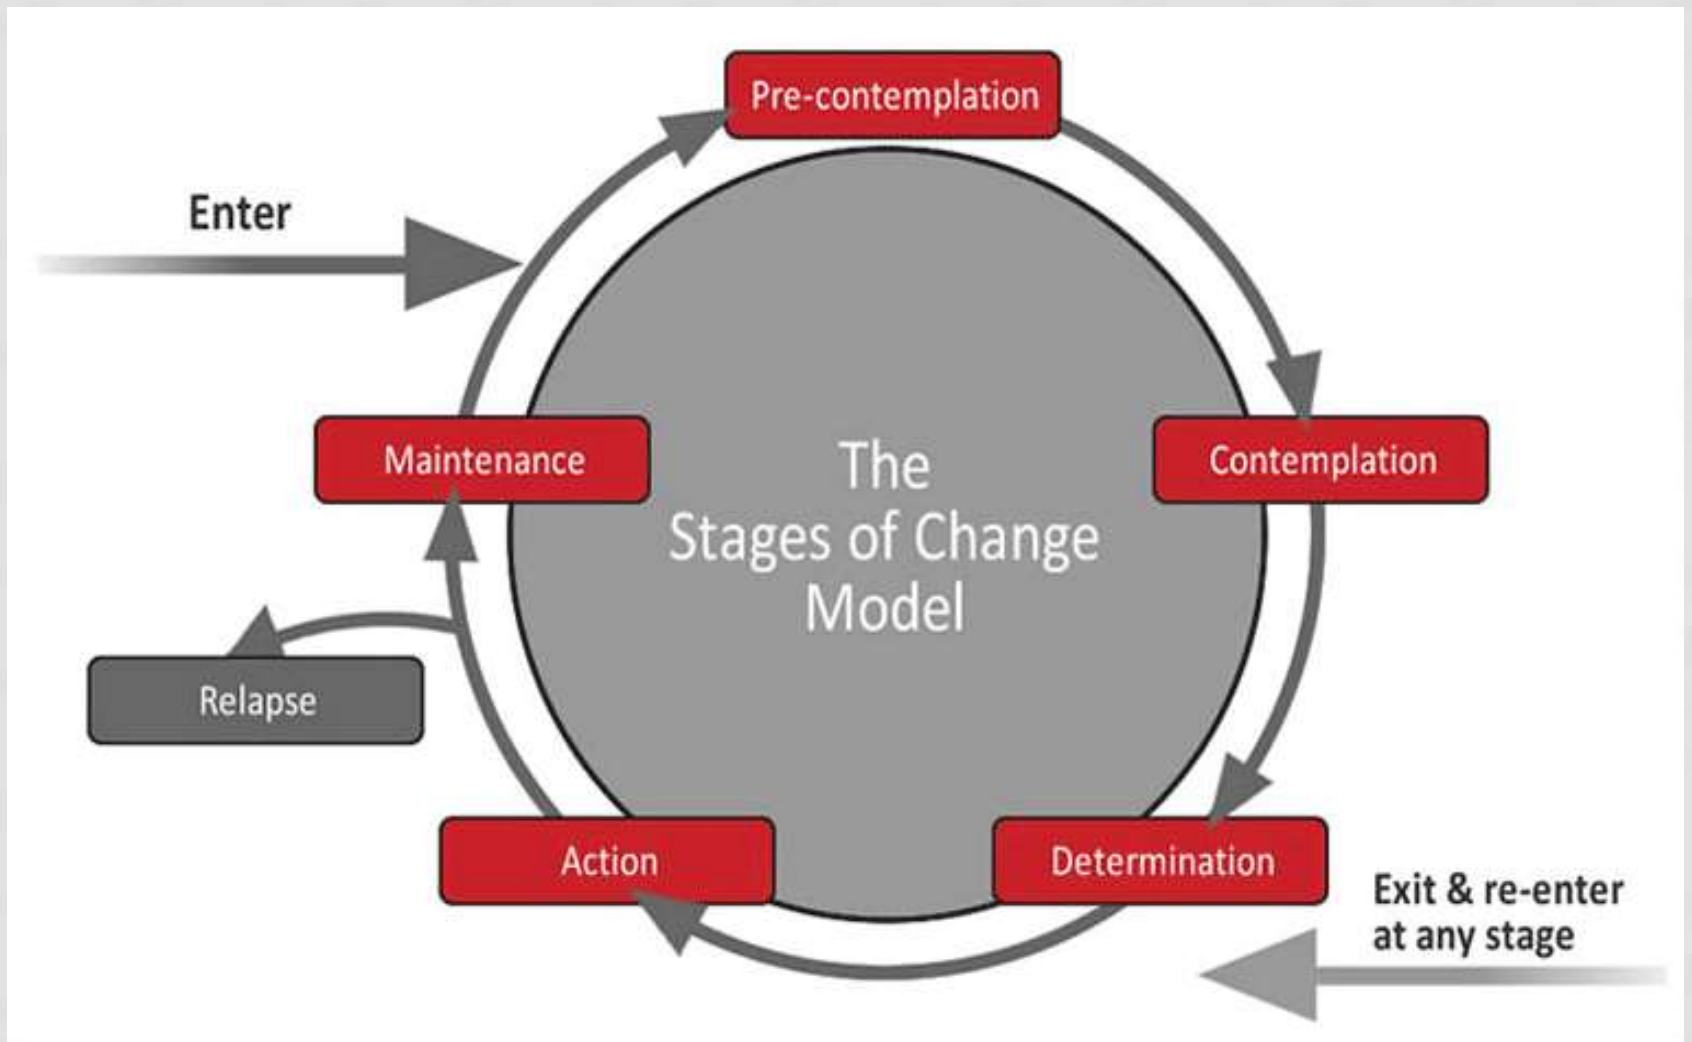 Pre-contemplation
Enter
Maintenance
Contemplation
The
Stages of Change
Model
Relapse
Action
Determination
Exit & re-enter
at any stage